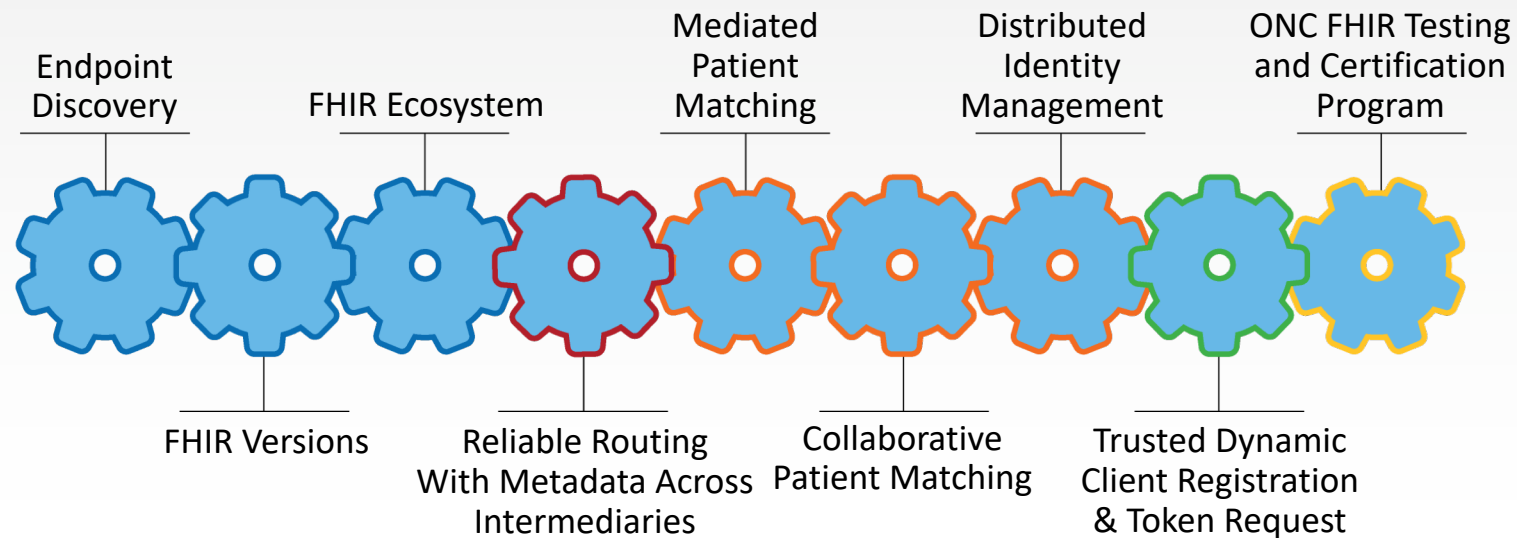 Endpoint
Discovery
FHIR Versions
FHIR Ecosystem
Reliable Routing
With Metadata Across
Intermediaries
Mediated
Patient
Matching
Collaborative
Patient Matching
Distributed
Identity
Management
Trusted Dynamic
Client Registration
& Token Request
ONC FHIR Testing
and Certification
Program